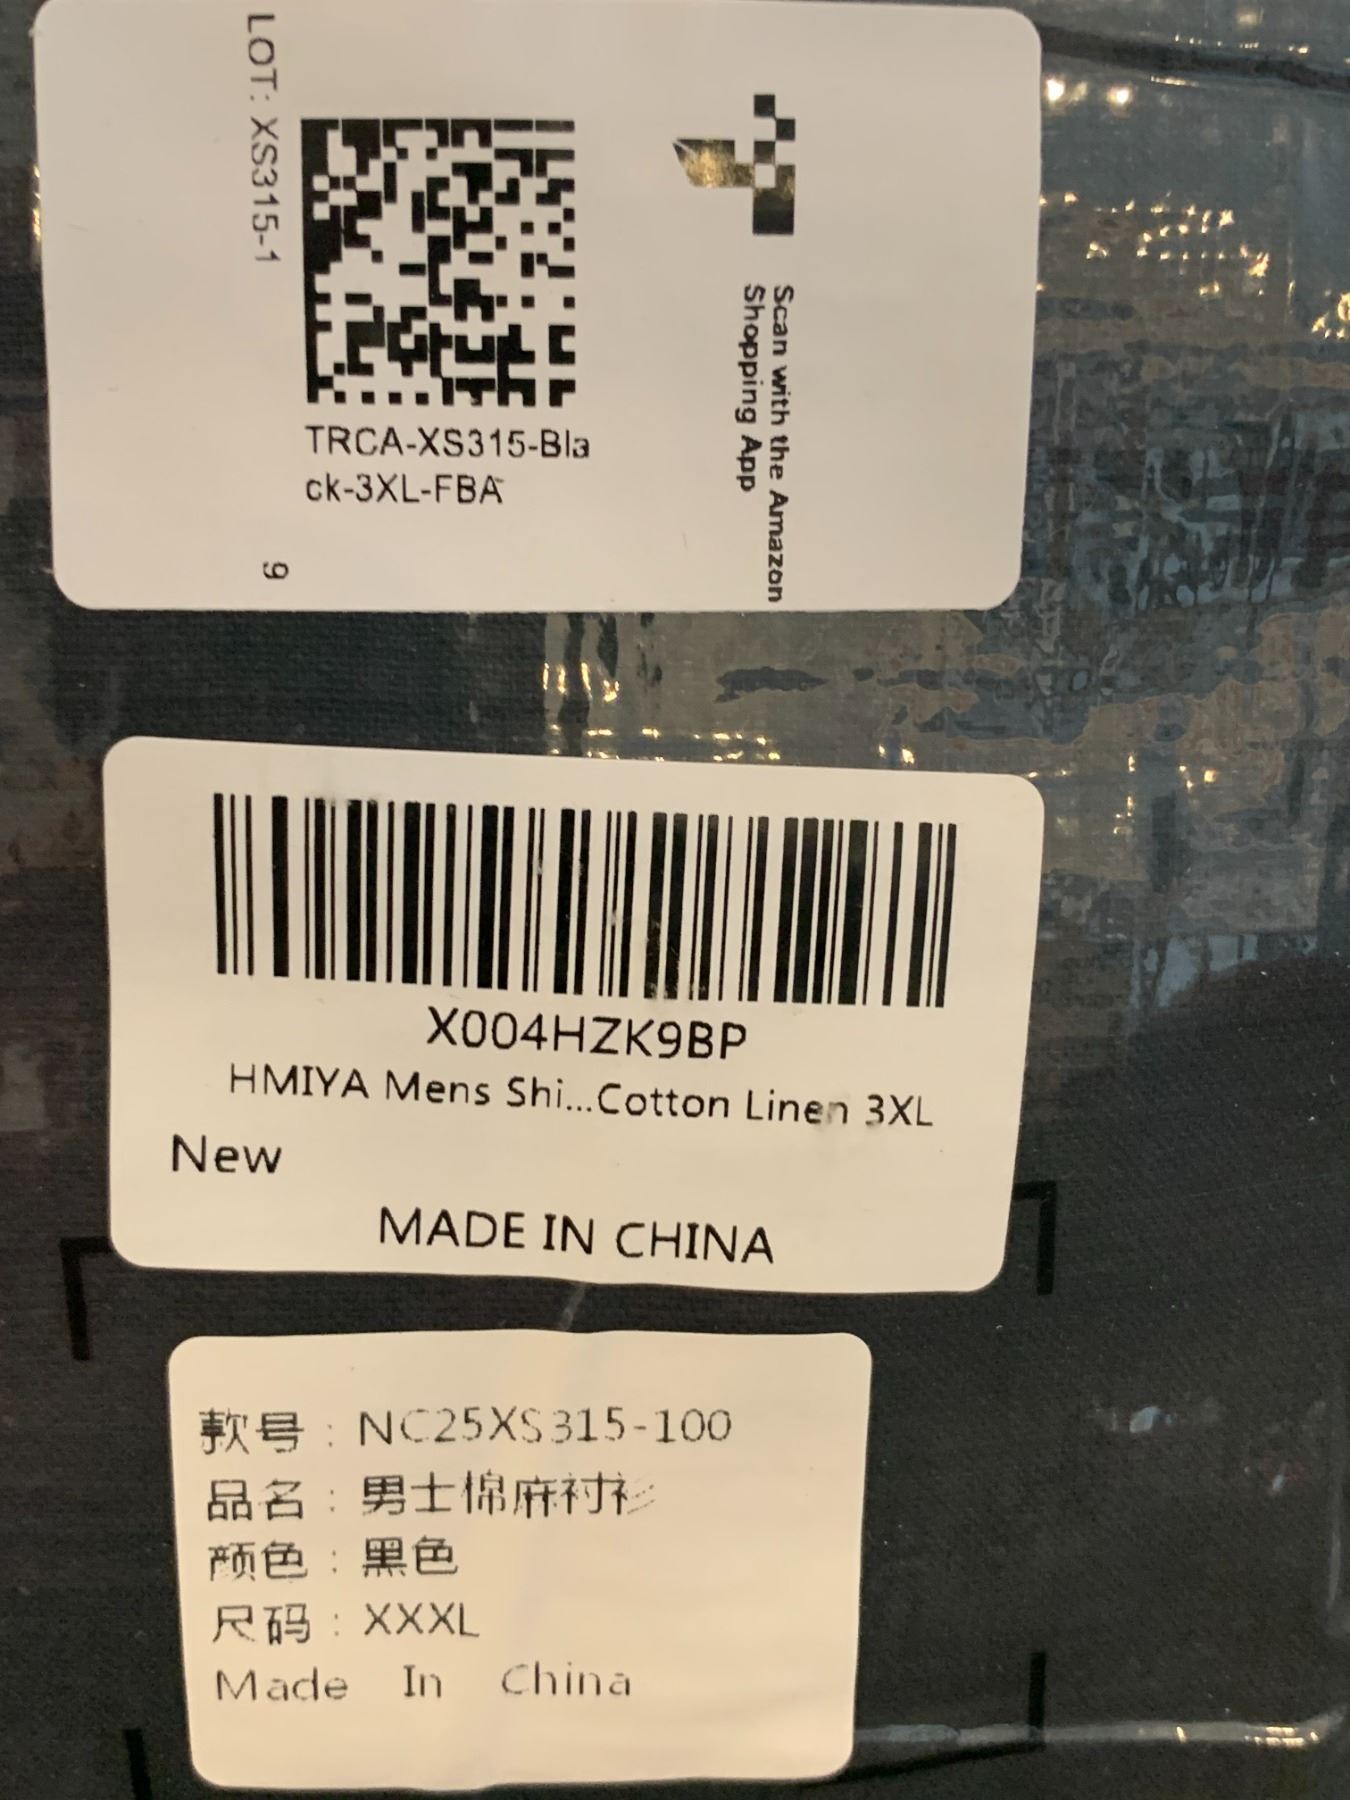 LOT: XS315-1
Scan with the Amazon
Shopping App
TRCA-XS315-Bla
ck-3XL-FBA
9
X004HZK9BP
HMIYA Mens Shi...Cotton Linen 3XL
New
MADE IN CHINA
款号：NC25XS315-100
品名：男士棉麻衬衫
颜色：黑色
尺码：XXXL
Made In China